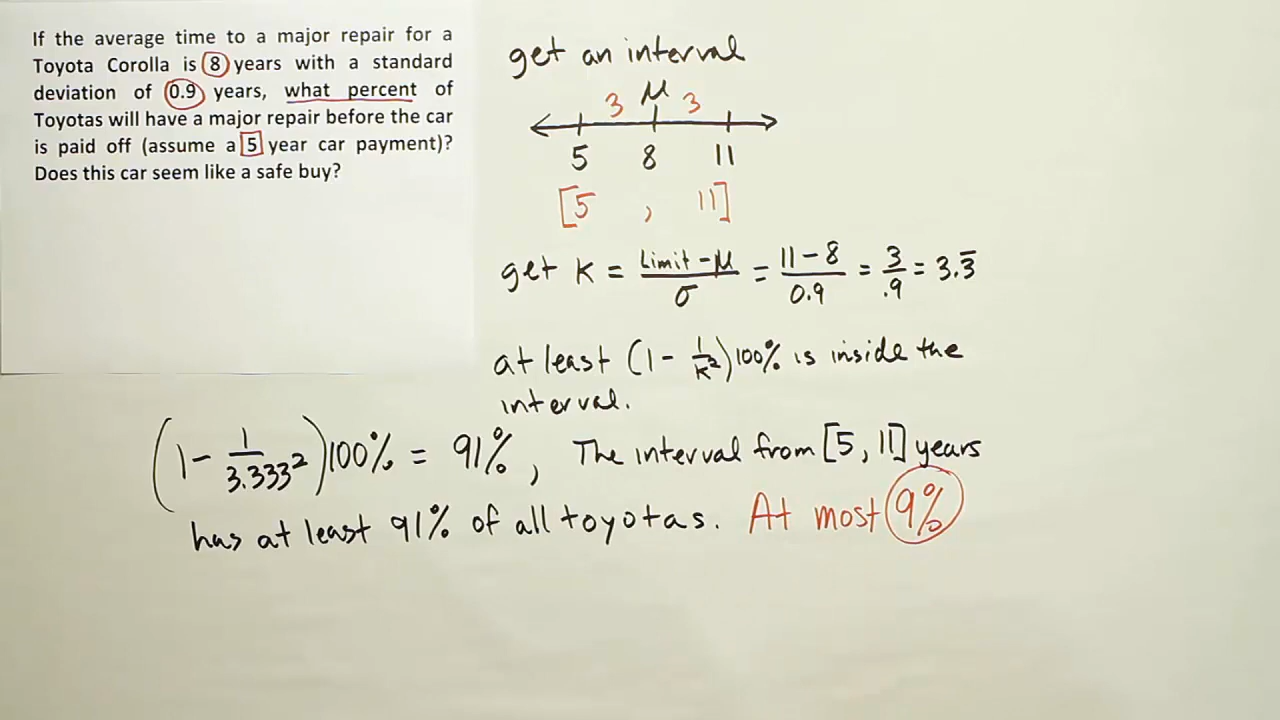 If the average time to a major repair for a
Toyota Corolla is 8 years with a standard
deviation of 0.9 years, what percent of
Toyotas will have a major repair before the car
is paid off (assume a 5 year car payment)?
Does this car seem like a safe buy?
get an interval
3 μ 3
5 8 11
[5 , 11]
get K = Limit - μ / σ = 11 - 8 / 0.9 = 3 / .9 = 3.3̅
at least (1 - 1/K²)100% is inside the
interval.
(1 - 1/3.333²)100% = 91%, The interval from [5, 11] years
has at least 91% of all toyotas. At most 9%